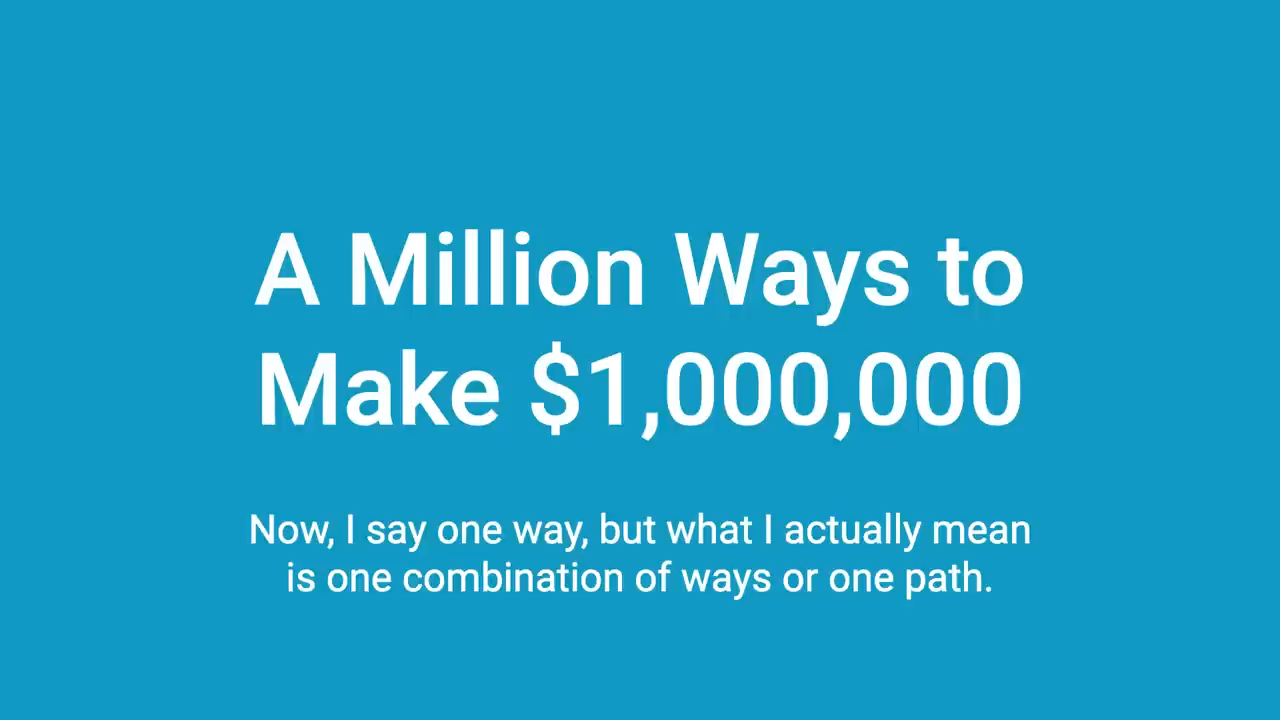 A Million Ways to
Make $1,000,000
Now, I say one way, but what I actually mean
is one combination of ways or one path.